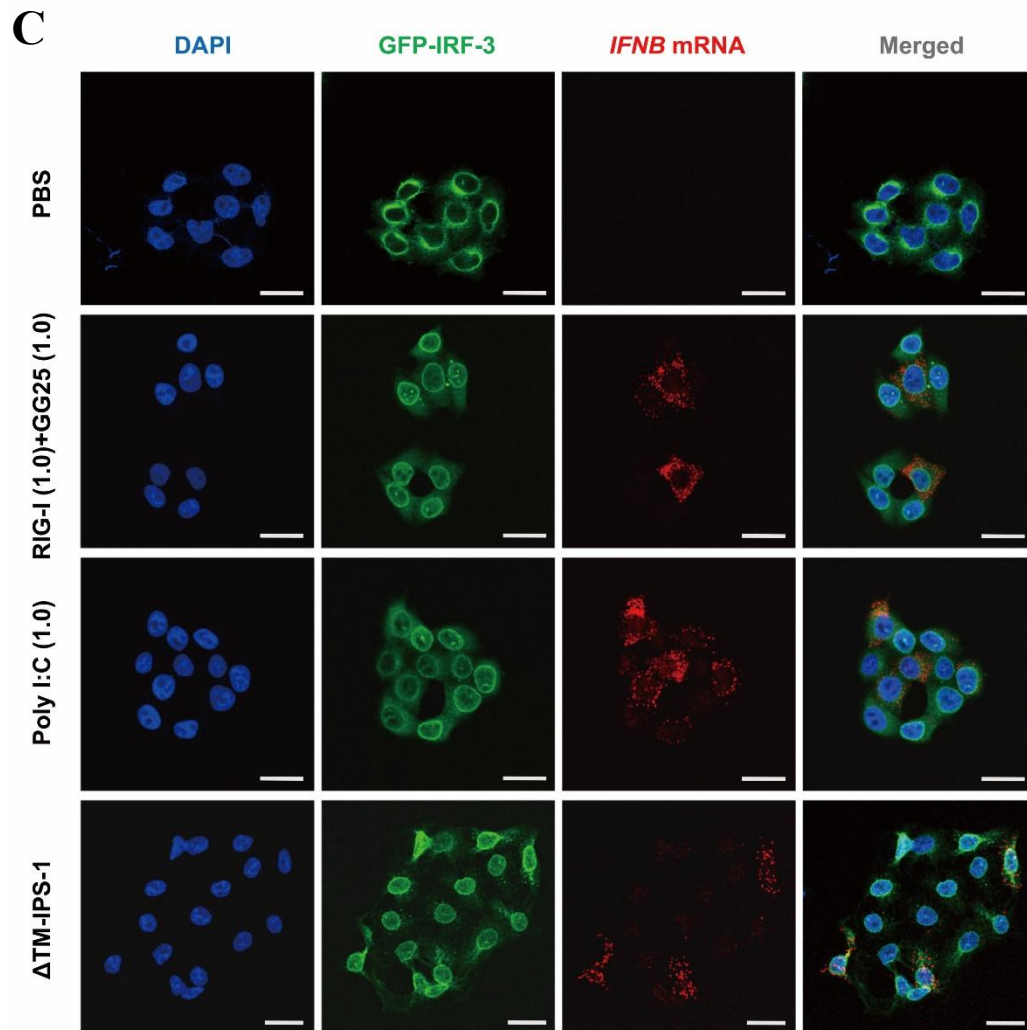 C
DAPI GFP-IRF-3 IFNB mRNA Merged
PBS
RIG-I (1.0)+GG25 (1.0)
Poly I:C (1.0)
ΔTM-IPS-1